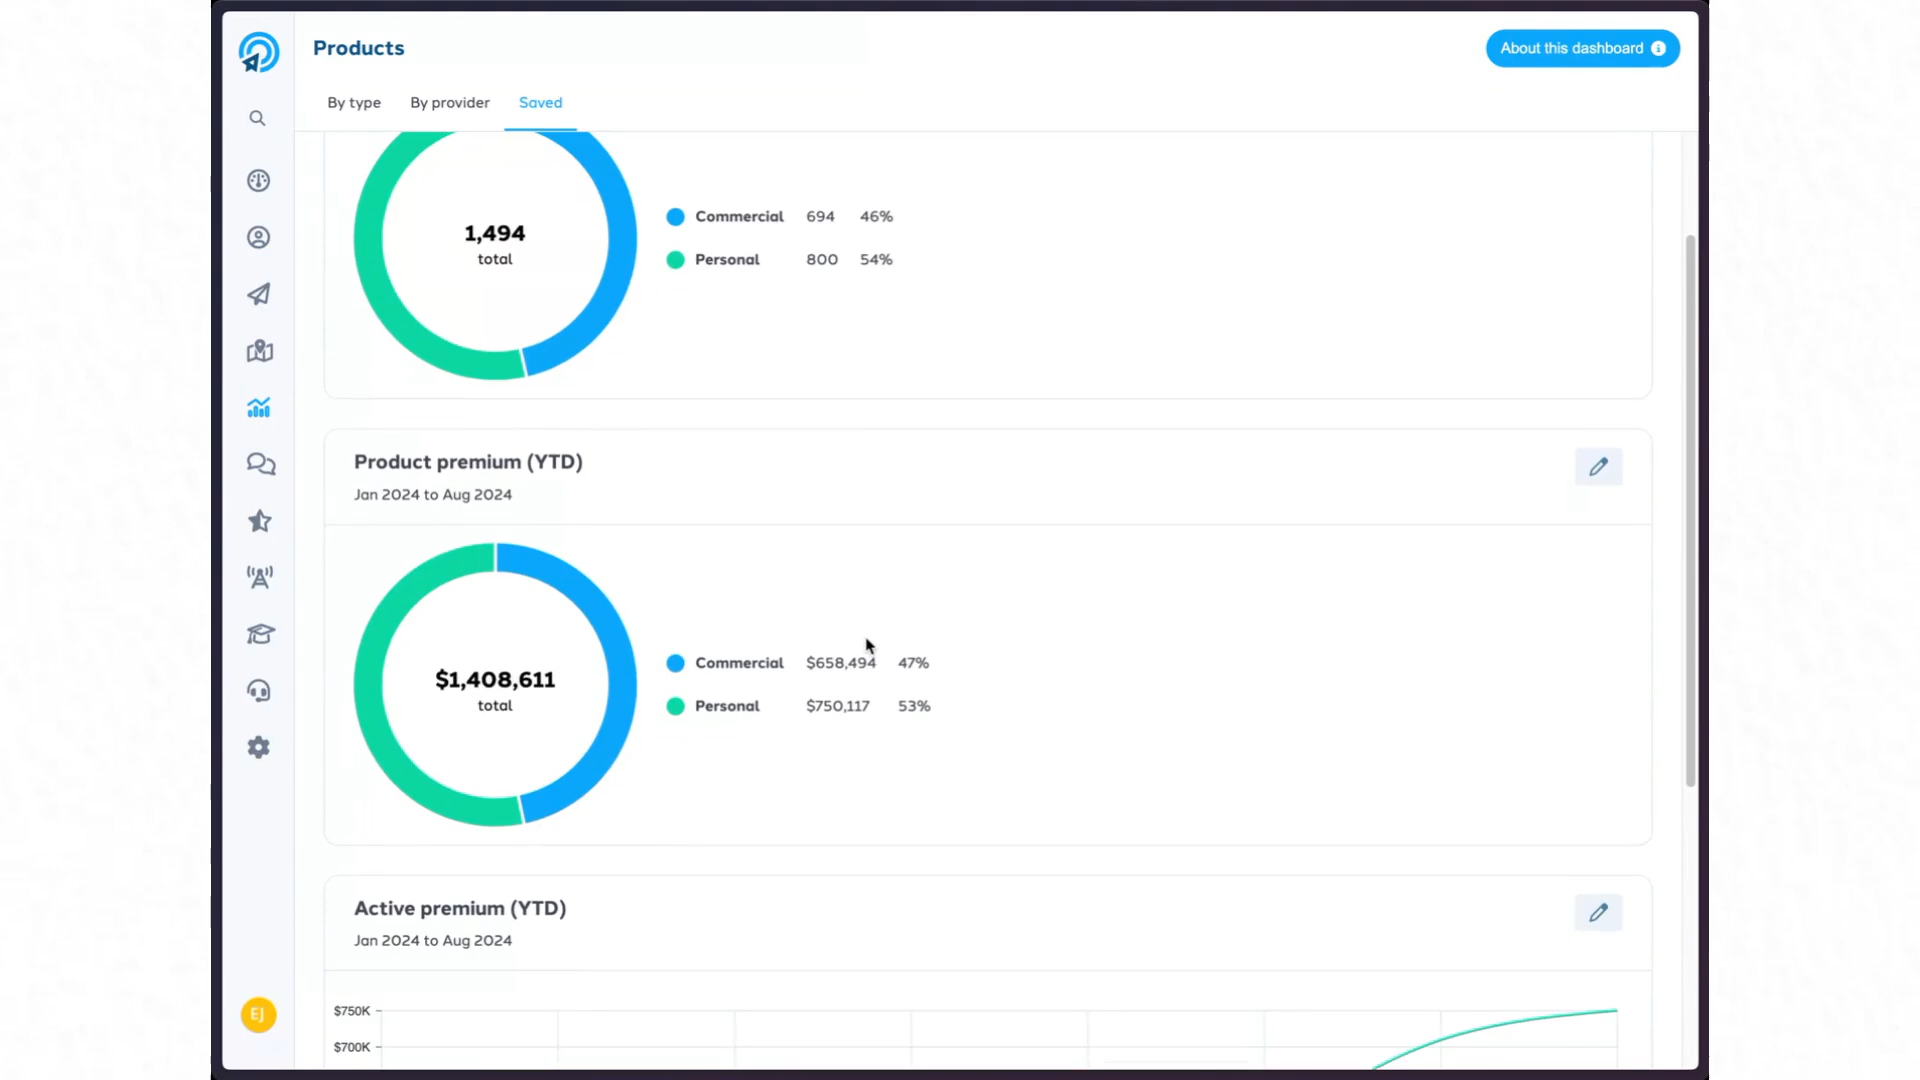 Products
About this dashboard
By type By provider Saved
1,494
total
Commercial 694 46%
Personal 800 54%
Product premium (YTD)
Jan 2024 to Aug 2024
$1,408,611
total
Commercial $658,494 47%
Personal $750,117 53%
Active premium (YTD)
Jan 2024 to Aug 2024
$750K
$700K
EJ